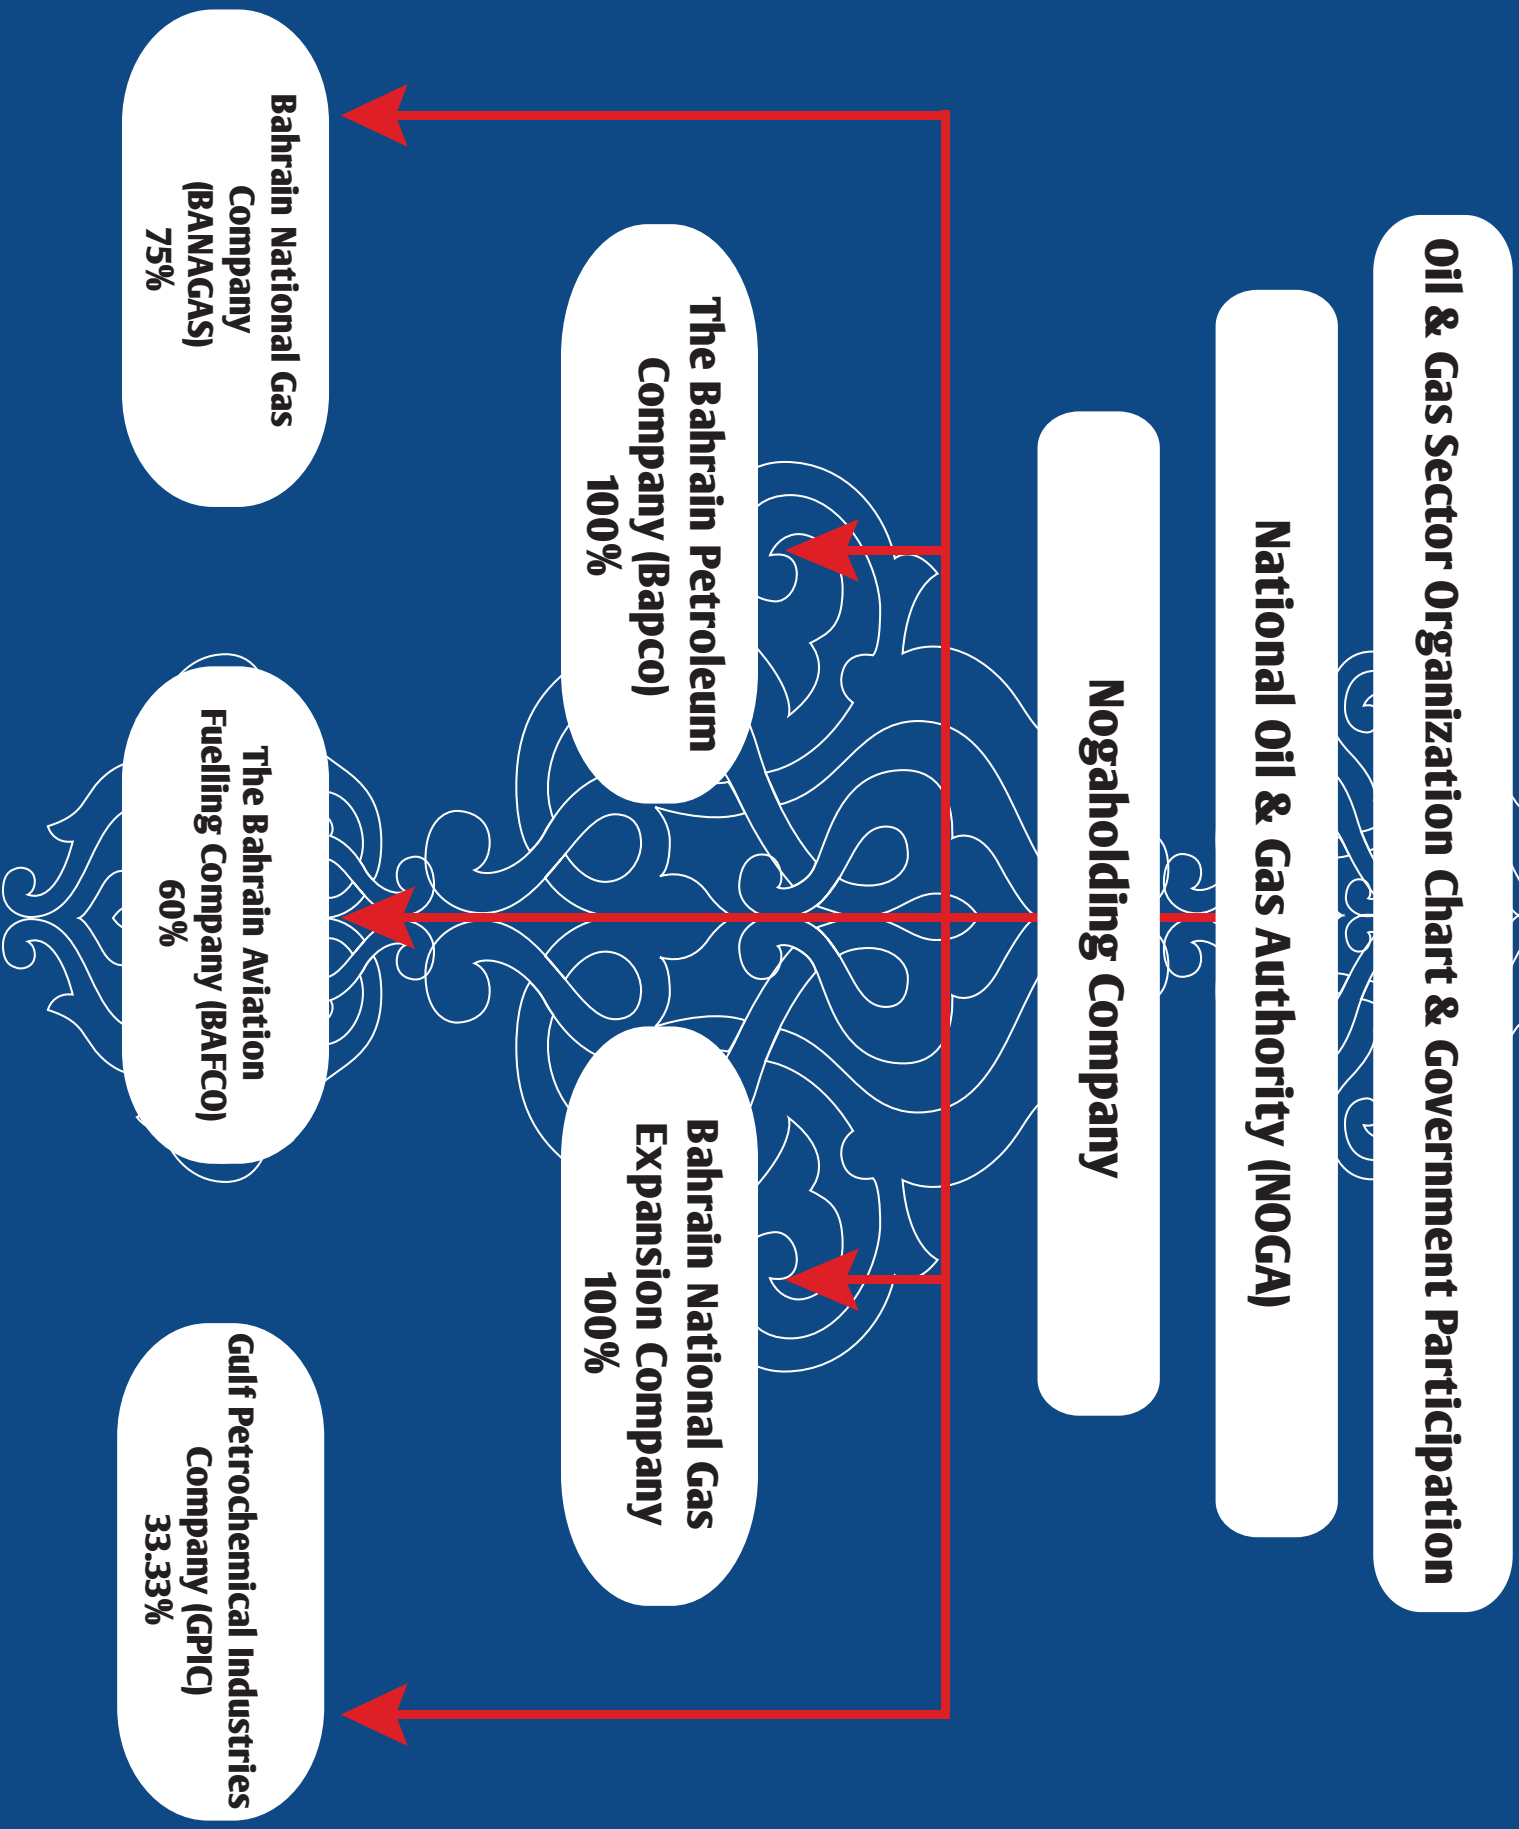 Oil & Gas Sector Organization Chart & Government Participation
National Oil & Gas Authority (NOGA)
Nogaholding Company
The Bahrain Petroleum
Company (Bapco)
100%
Bahrain National Gas
Expansion Company
100%
Bahrain National Gas
Company
(BANAGAS)
75%
The Bahrain Aviation
Fuelling Company (BAFCO)
60%
Gulf Petrochemical Industries
Company (GPIC)
33.33%